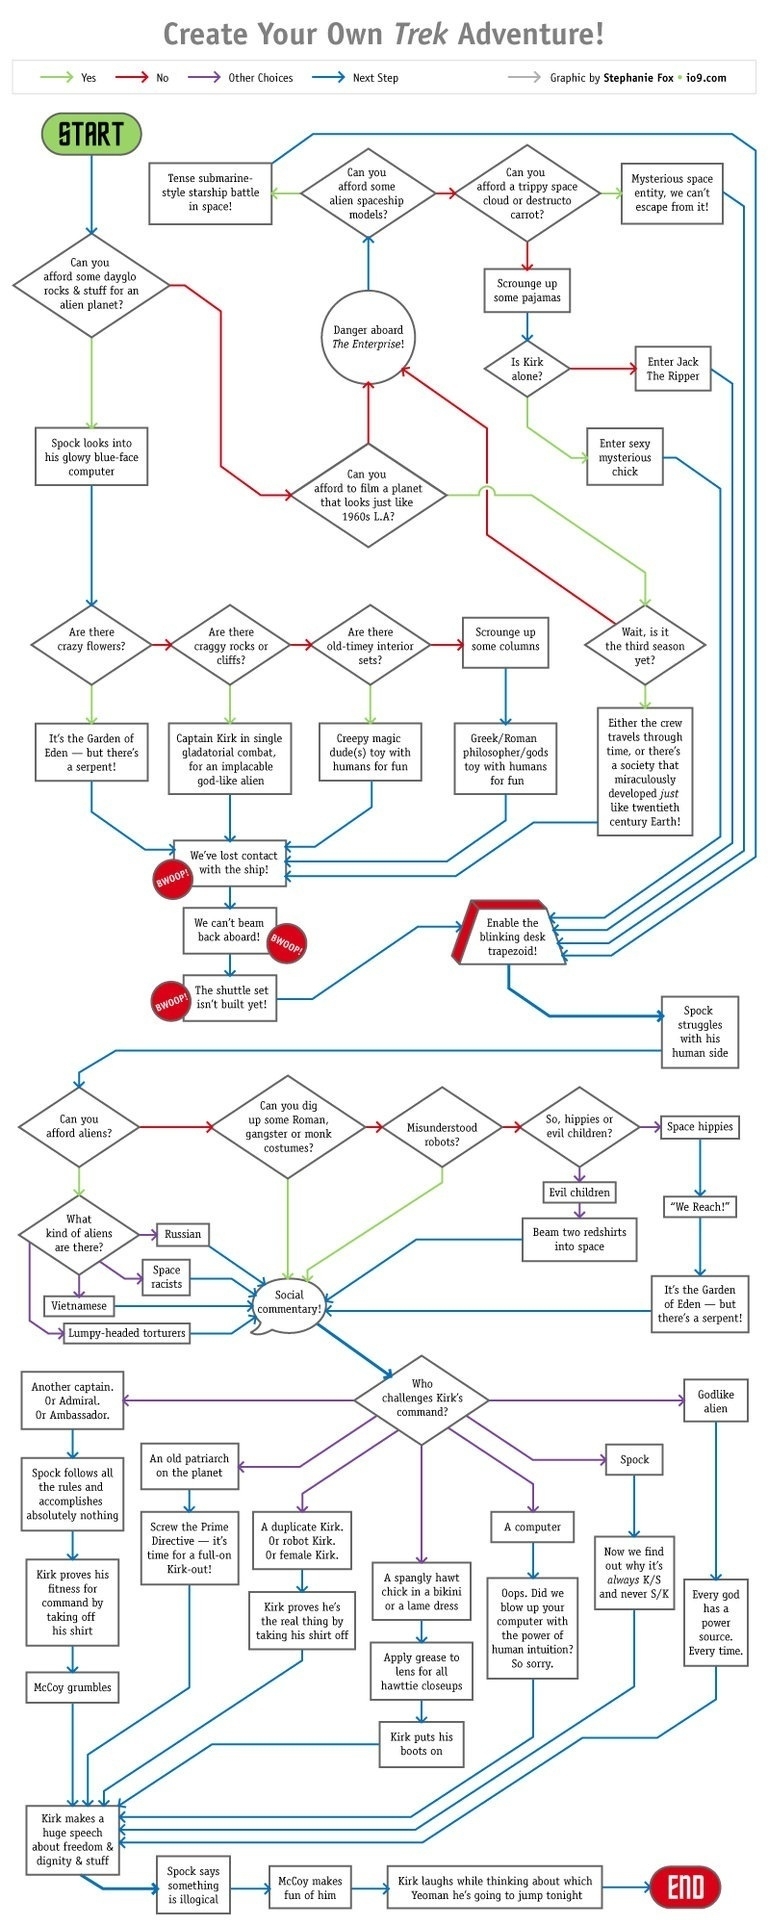 Create Your Own Trek Adventure!
Yes
No
Other Choices
Next Step
Graphic by Stephanie Fox • io9.com
START
Tense submarine-
style starship battle
in space!
Can you
afford some
alien spaceship
models?
Can you
afford a trippy space
cloud or destructo
carrot?
Mysterious space
entity, we can't
escape from it!
Can you
afford some dayglo
rocks & stuff for an
alien planet?
Scrounge up
some pajamas
Danger aboard
The Enterprise!
Is Kirk
alone?
Enter Jack
The Ripper
Spock looks into
his glowy blue-face
computer
Enter sexy
mysterious
chick
Can you
afford to film a planet
that looks just like
1960s L.A?
Are there
crazy flowers?
Are there
craggy rocks or
cliffs?
Are there
old-timey interior
sets?
Scrounge up
some columns
Wait, is it
the third season
yet?
It's the Garden of
Eden — but there's
a serpent!
Captain Kirk in single
gladatorial combat,
for an implacable
god-like alien
Creepy magic
dude(s) toy with
humans for fun
Greek/Roman
philosopher/gods
toy with humans
for fun
Either the crew
travels through
time, or there's
a society that
miraculously
developed just
like twentieth
century Earth!
We've lost contact
with the ship!
BWOOP!
We can't beam
back aboard!
BWOOP!
The shuttle set
isn't built yet!
BWOOP!
Enable the
blinking desk
trapezoid!
Spock
struggles
with his
human side
Can you
afford aliens?
Can you dig
up some Roman,
gangster or monk
costumes?
Misunderstood
robots?
So, hippies or
evil children?
Space hippies
Evil children
"We Reach!"
What
kind of aliens
are there?
Russian
Beam two redshirts
into space
Space
racists
Vietnamese
Lumpy-headed torturers
Social
commentary!
It's the Garden
of Eden — but
there's a serpent!
Who
challenges Kirk's
command?
Another captain.
Or Admiral.
Or Ambassador.
Godlike
alien
An old patriarch
on the planet
Spock
Spock follows all
the rules and
accomplishes
absolutely nothing
Screw the Prime
Directive — it's
time for a full-on
Kirk-out!
A duplicate Kirk.
Or robot Kirk.
Or female Kirk.
A computer
Now we find
out why it's
always K/S
and never S/K
Kirk proves his
fitness for
command by
taking off
his shirt
Kirk proves he's
the real thing by
taking his shirt off
A spangly hawt
chick in a bikini
or a lame dress
Oops. Did we
blow up your
computer with
the power of
human intuition?
So sorry.
Every god
has a
power
source.
Every time.
McCoy grumbles
Apply grease to
lens for all
hawttie closeups
Kirk puts his
boots on
Kirk makes a
huge speech
about freedom &
dignity & stuff
Spock says
something
is illogical
McCoy makes
fun of him
Kirk laughs while thinking about which
Yeoman he's going to jump tonight
END